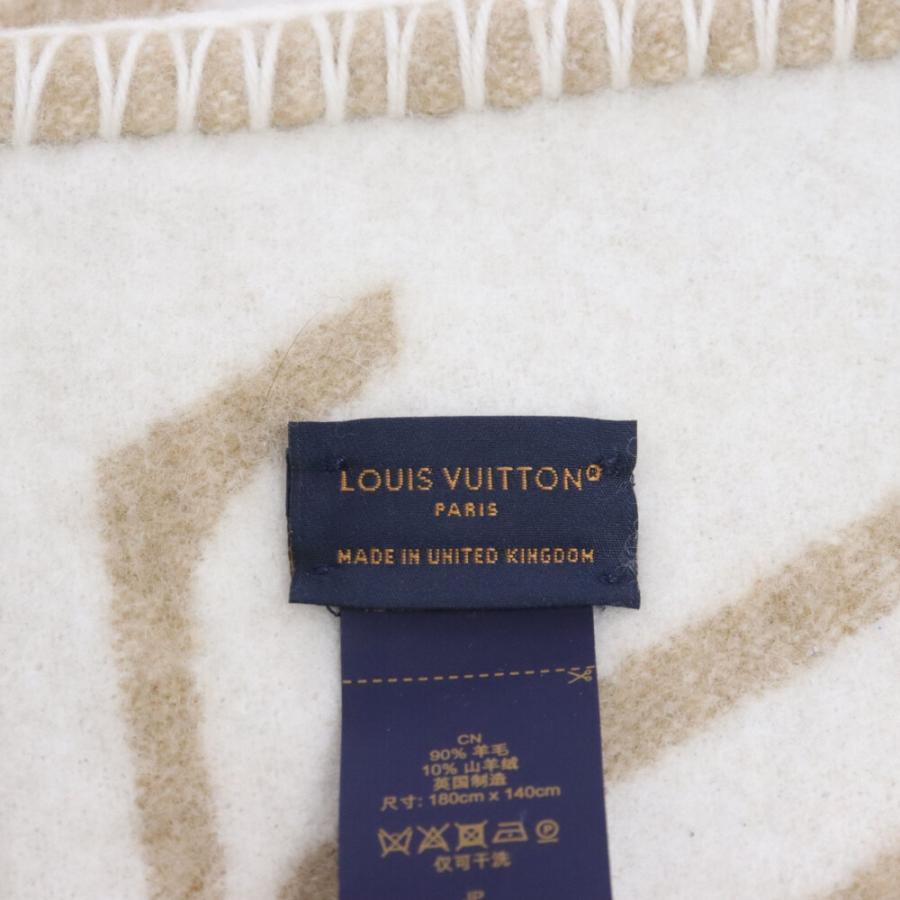 LOUIS VUITTON®
PARIS
MADE IN UNITED KINGDOM
CN
90% 羊毛
10% 山羊绒
英国制造
尺寸: 180cm x 140cm
仅可干洗
JP